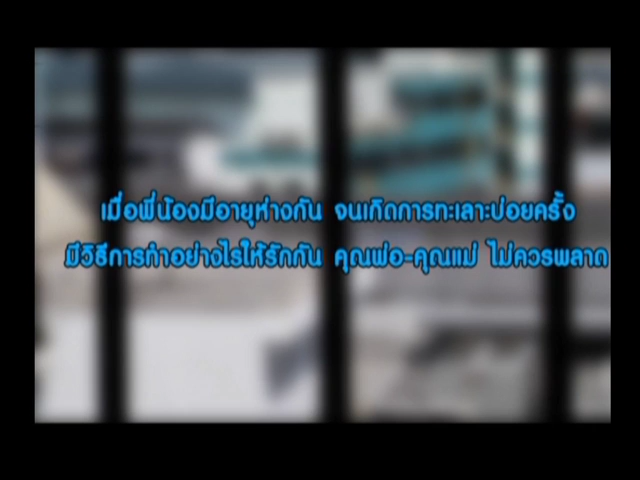 เมื่อพี่น้องมีอายุห่างกัน จนเกิดการทะเลาะบ่อยครั้ง
มีวิธีการทำอย่างไรให้รักกัน คุณพ่อ-คุณแม่ ไม่ควรพลาด